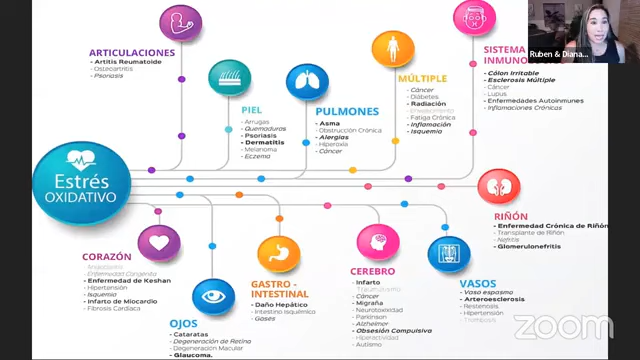 Ruben & Diana...
Estrés
OXIDATIVO
ARTICULACIONES
- Artitis Reumatoide
- Osteoartritis
- Psoriasis
PIEL
- Arrugas
- Quemaduras
- Psoriasis
- Dermatitis
- Melanoma
- Eczema
PULMONES
- Asma
- Obstrucción Crónica
- Alergias
- Hiperoxia
- Cáncer
MÚLTIPLE
- Cáncer
- Diabetes
- Radiación
- Envejecimiento
- Fatiga Crónica
- Inflamación
- Isquemia
SISTEMA
- Cólon Irritable
- Esclerosis Múltiple
- Cáncer
- Lupus
- Enfermedades Autoinmunes
- Inflamaciones Crónicas
RIÑÓN
- Enfermedad Crónica de Riñón
- Transplante de Riñón
- Nefritis
- Glomerulonefritis
CORAZÓN
- Enfermedad Congenita
- Enfermedad de Keshan
- Hipertensión
- Isquemia
- Infarto de Miocardio
- Fibrosis Cardíaca
OJOS
- Cataratas
- Degeneración de Retina
- Degeneración Macular
- Glaucoma.
GASTRO -
INTESTINAL
- Daño Hepático
- Intestino Isquímico
- Gases
CEREBRO
- Infarto
- Traumatismo
- Cáncer
- Migraña
- Neurotoxicidad
- Parkinson
- Alzheimer
- Obsesión Compulsiva
- Hiperactividad
- Autismo
VASOS
- Vaso espasmo
- Arteroesclerosis
- Restenosis
- Hipertensión
- Trombosis
zoom